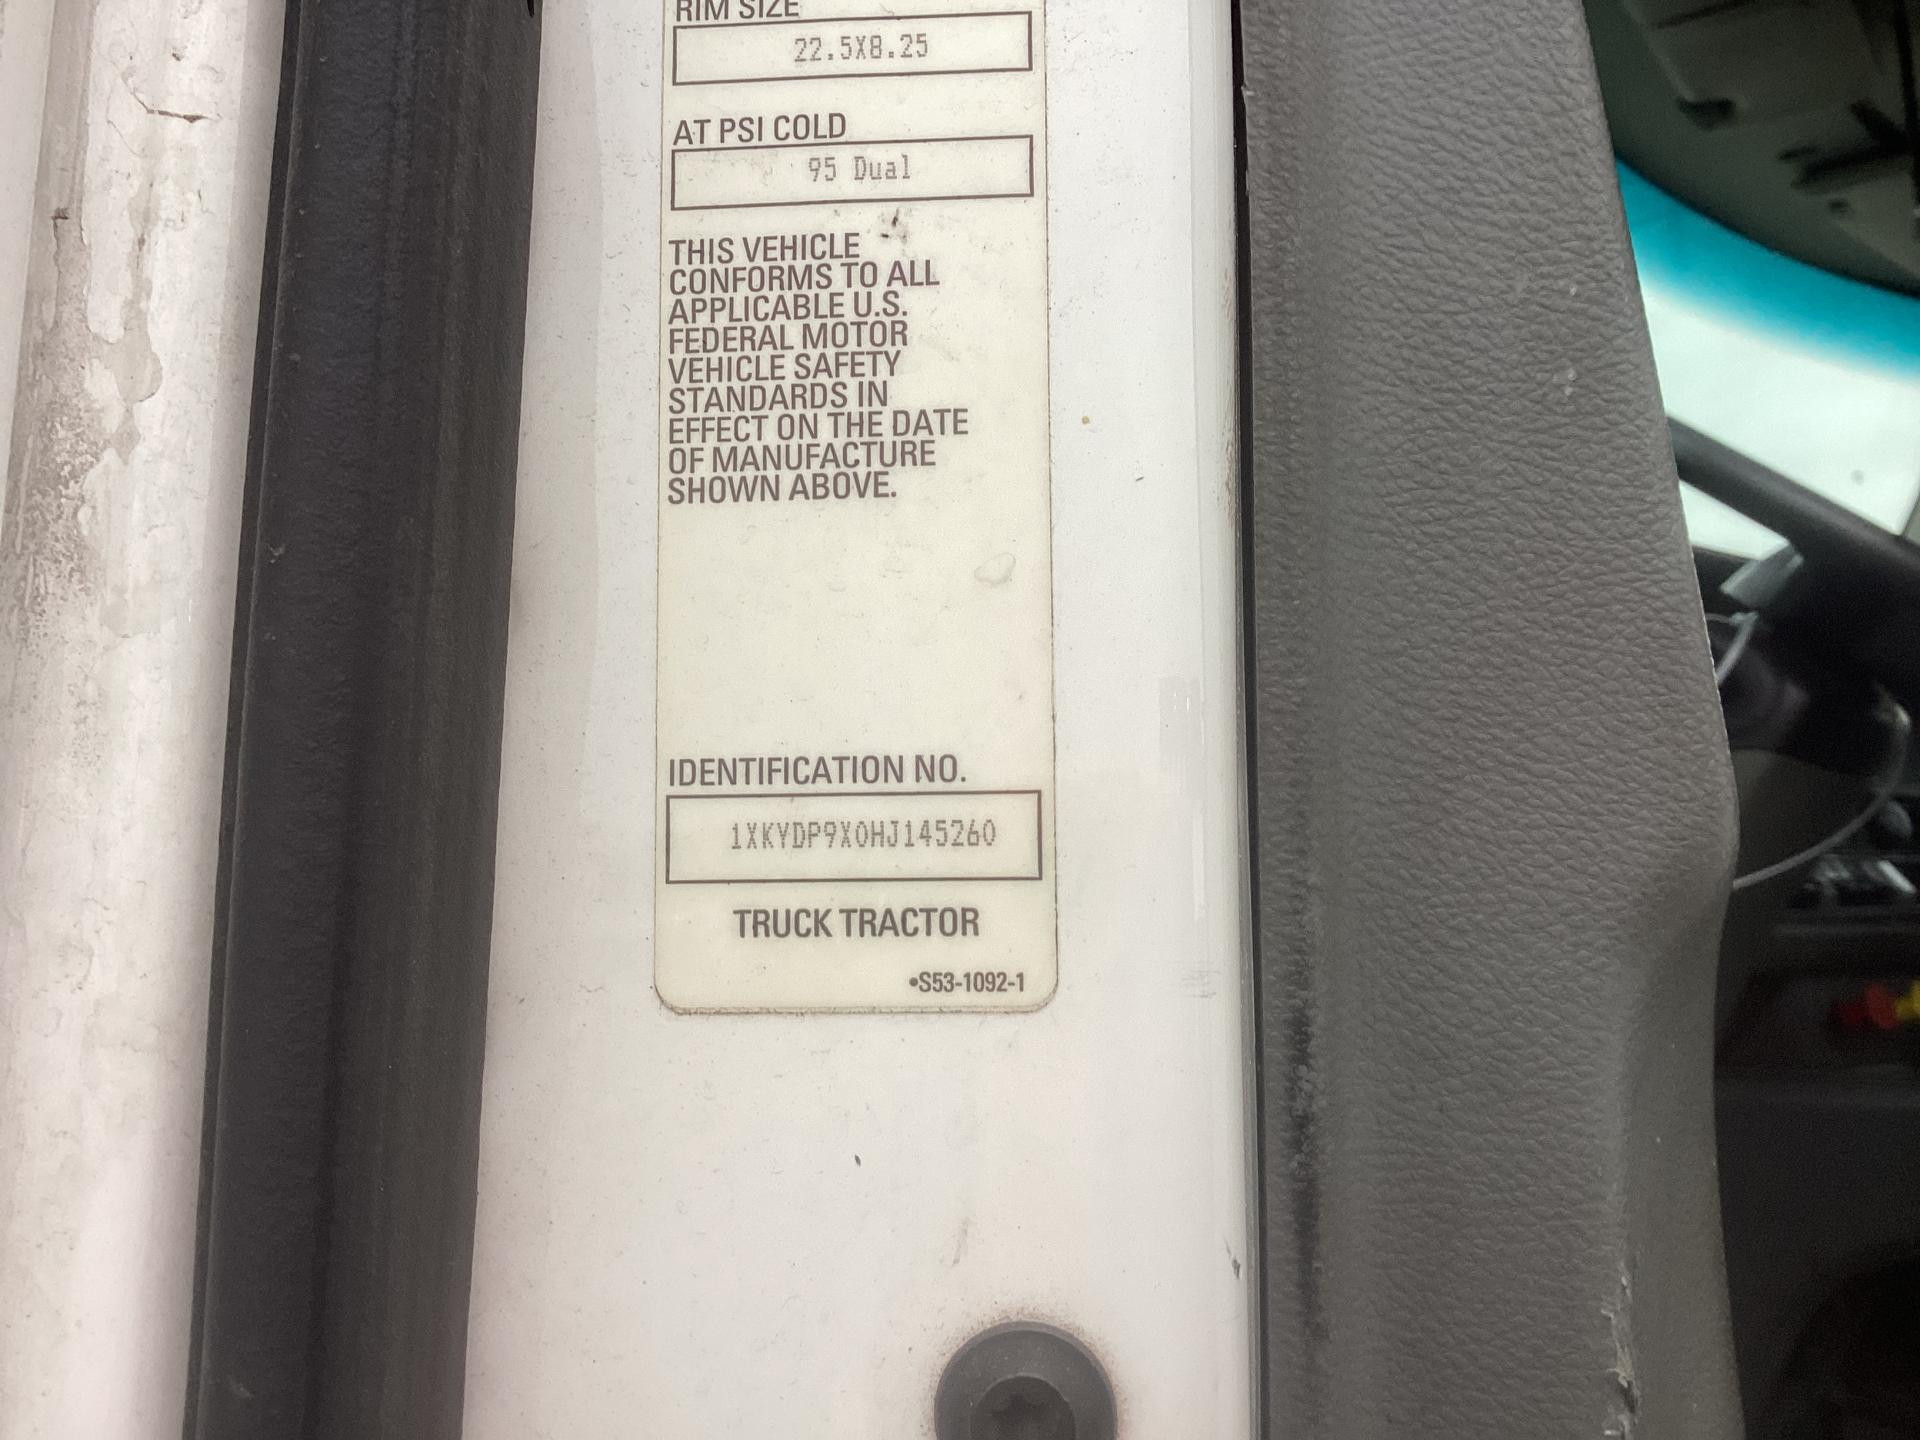 RIM SIZE
22.5X8.25
AT PSI COLD
95 Dual
THIS VEHICLE
CONFORMS TO ALL
APPLICABLE U.S.
FEDERAL MOTOR
VEHICLE SAFETY
STANDARDS IN
EFFECT ON THE DATE
OF MANUFACTURE
SHOWN ABOVE.
IDENTIFICATION NO.
1XKYDP9X0HJ145260
TRUCK TRACTOR
•S53-1092-1